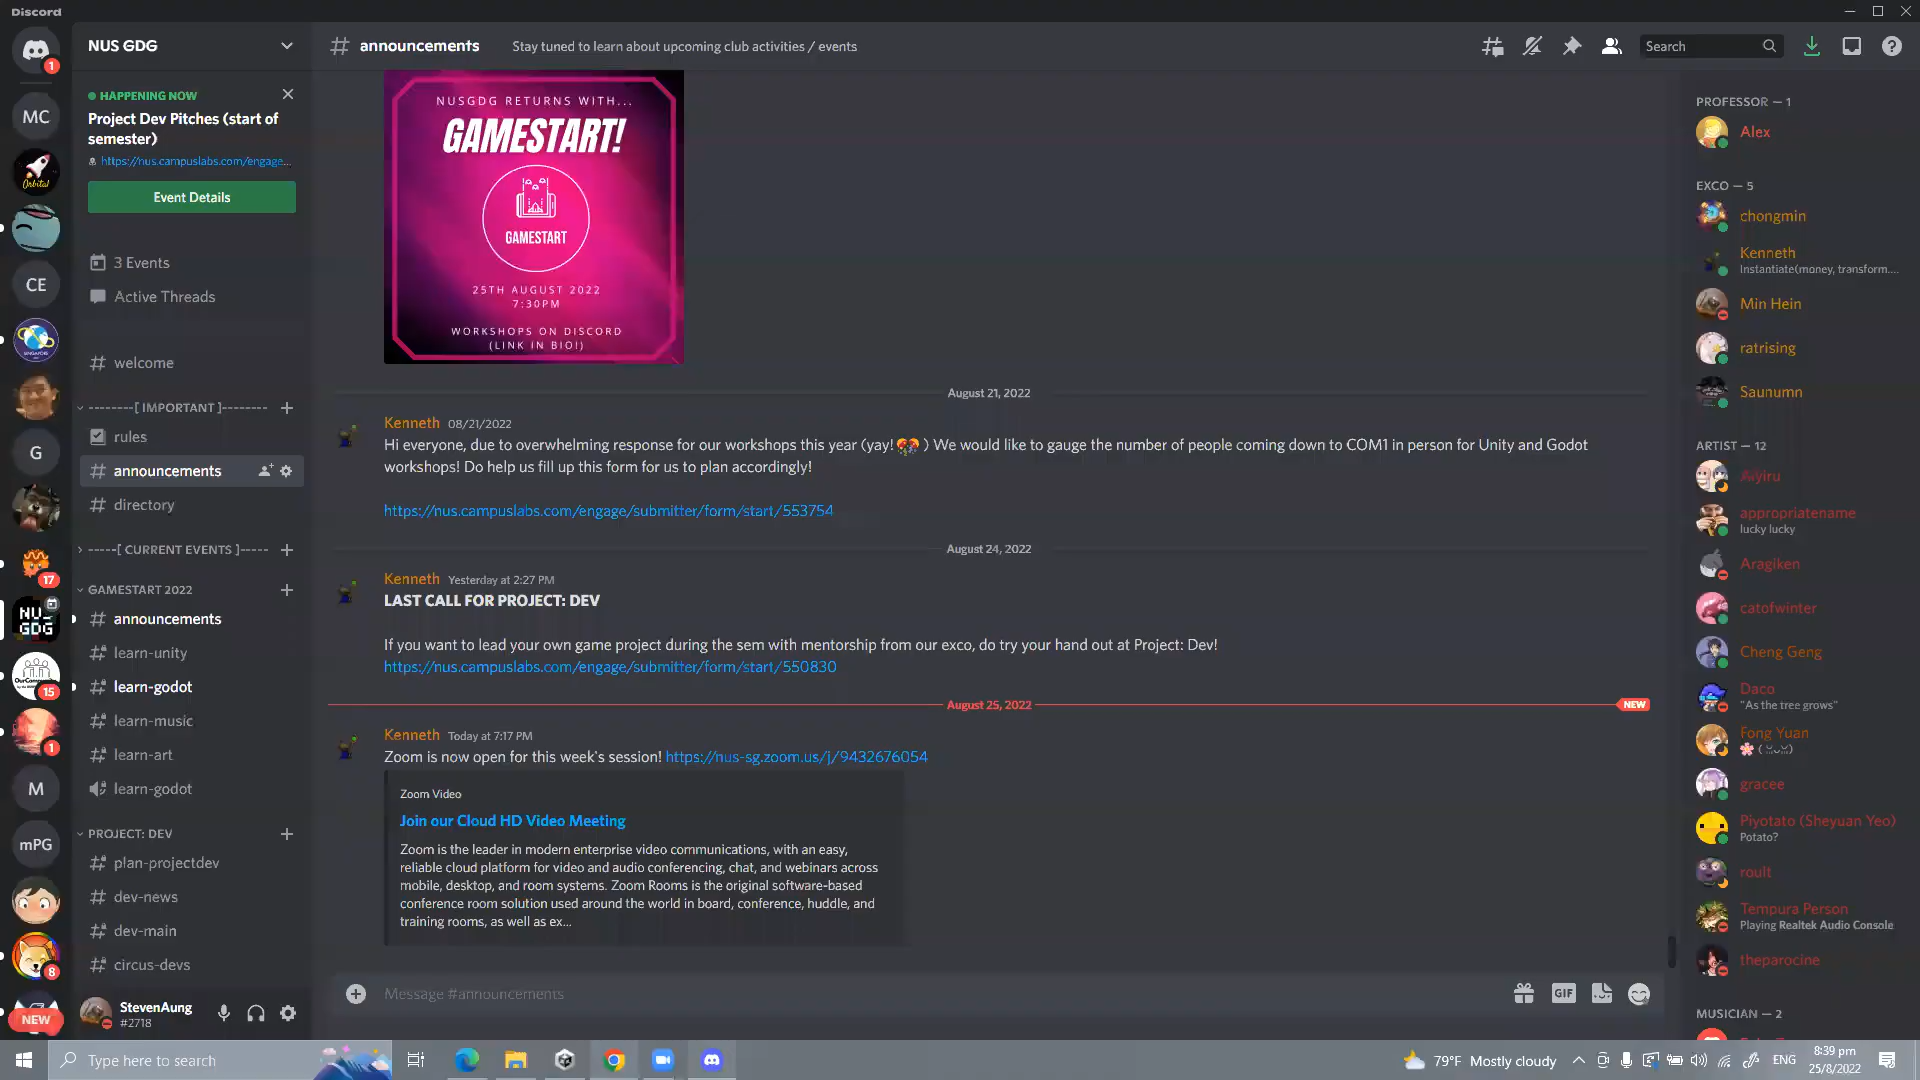 Discord
1
MC
Orbital
CE
SINGAPORE
G
17
NU_
GDG
OurCampus
15
1
M
mPG
8
NEW
NUS GDG
HAPPENING NOW
Project Dev Pitches (start of
semester)
https://nus.campuslabs.com/engage...
Event Details
3 Events
Active Threads
welcome
--------[ IMPORTANT ]--------
rules
announcements
directory
-----[ CURRENT EVENTS ]-----
GAMESTART 2022
announcements
learn-unity
learn-godot
learn-music
learn-art
learn-godot
PROJECT: DEV
plan-projectdev
dev-news
dev-main
circus-devs
StevenAung
#2718
# announcements
Stay tuned to learn about upcoming club activities / events
Search
NUSGDG RETURNS WITH...
GAMESTART!
GAMESTART
25TH AUGUST 2022
7:30PM
WORKSHOPS ON DISCORD
(LINK IN BIO!)
August 21, 2022
Kenneth 08/21/2022
Hi everyone, due to overwhelming response for our workshops this year (yay! ) We would like to gauge the number of people coming down to COM1 in person for Unity and Godot
workshops! Do help us fill up this form for us to plan accordingly!
https://nus.campuslabs.com/engage/submitter/form/start/553754
August 24, 2022
Kenneth Yesterday at 2:27 PM
LAST CALL FOR PROJECT: DEV
If you want to lead your own game project during the sem with mentorship from our exco, do try your hand out at Project: Dev!
https://nus.campuslabs.com/engage/submitter/form/start/550830
August 25, 2022
NEW
Kenneth Today at 7:17 PM
Zoom is now open for this week's session! https://nus-sg.zoom.us/j/9432676054
Zoom Video
Join our Cloud HD Video Meeting
Zoom is the leader in modern enterprise video communications, with an easy,
reliable cloud platform for video and audio conferencing, chat, and webinars across
mobile, desktop, and room systems. Zoom Rooms is the original software-based
conference room solution used around the world in board, conference, huddle, and
training rooms, as well as ex...
Message #announcements
GIF
PROFESSOR — 1
Alex
EXCO — 5
chongmin
Kenneth
Instantiate(money, transform....
Min Hein
ratrising
Saunumn
ARTIST — 12
appropriatename
lucky lucky
Aragiken
catofwinter
Cheng Geng
Daco
"As the tree grows"
Fong Yuan
gracee
Piyotato (Sheyuan Yeo)
Potato?
roult
Tempura Person
Playing Realtek Audio Console
theparocine
MUSICIAN — 2
Type here to search
79°F Mostly cloudy
ENG
8:39 pm
25/8/2022